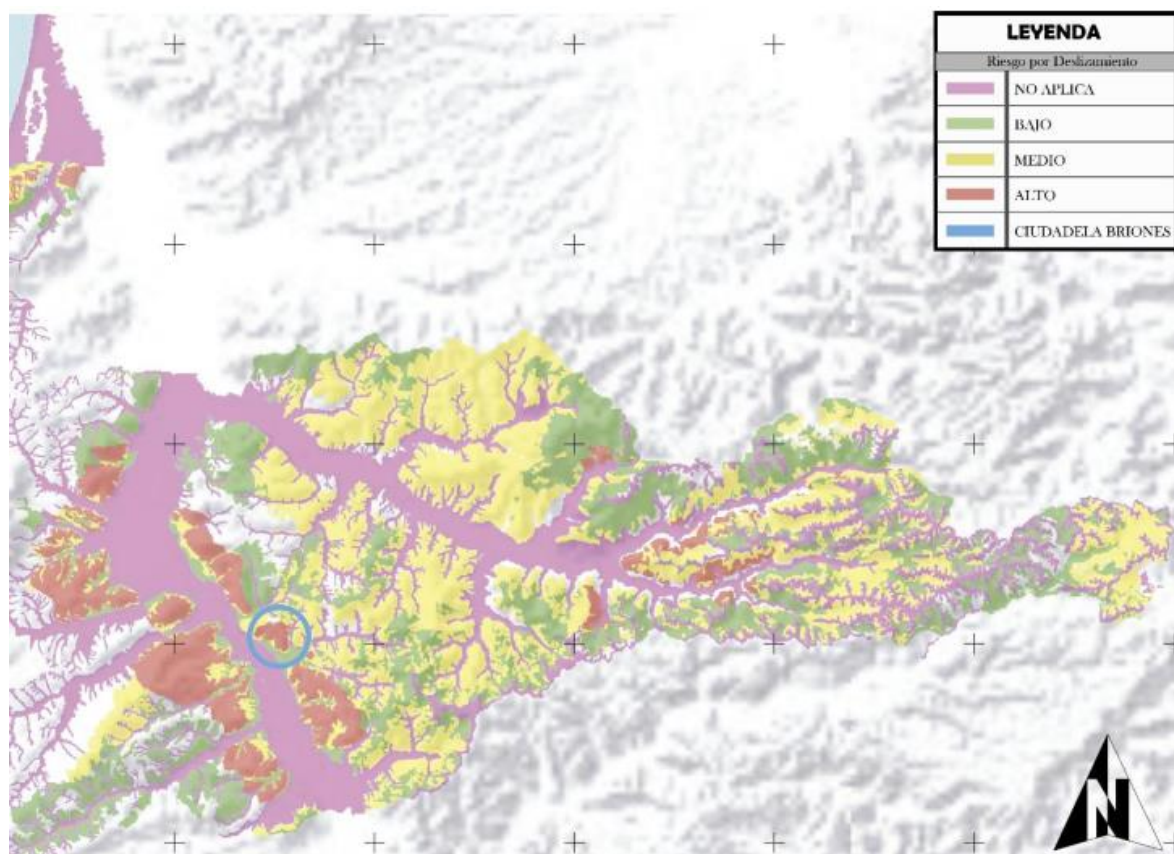 LEYENDA
Riesgo por Deslizamiento
NO APLICA
BAJO
MEDIO
ALTO
CIUDADELA BRIONES
N